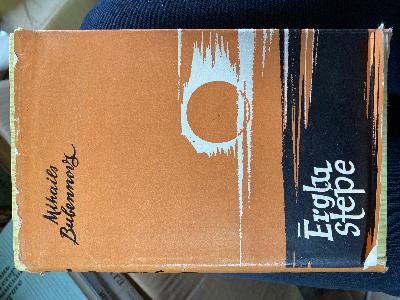 Mihails
Bubennovs
Ērgļu
stepe